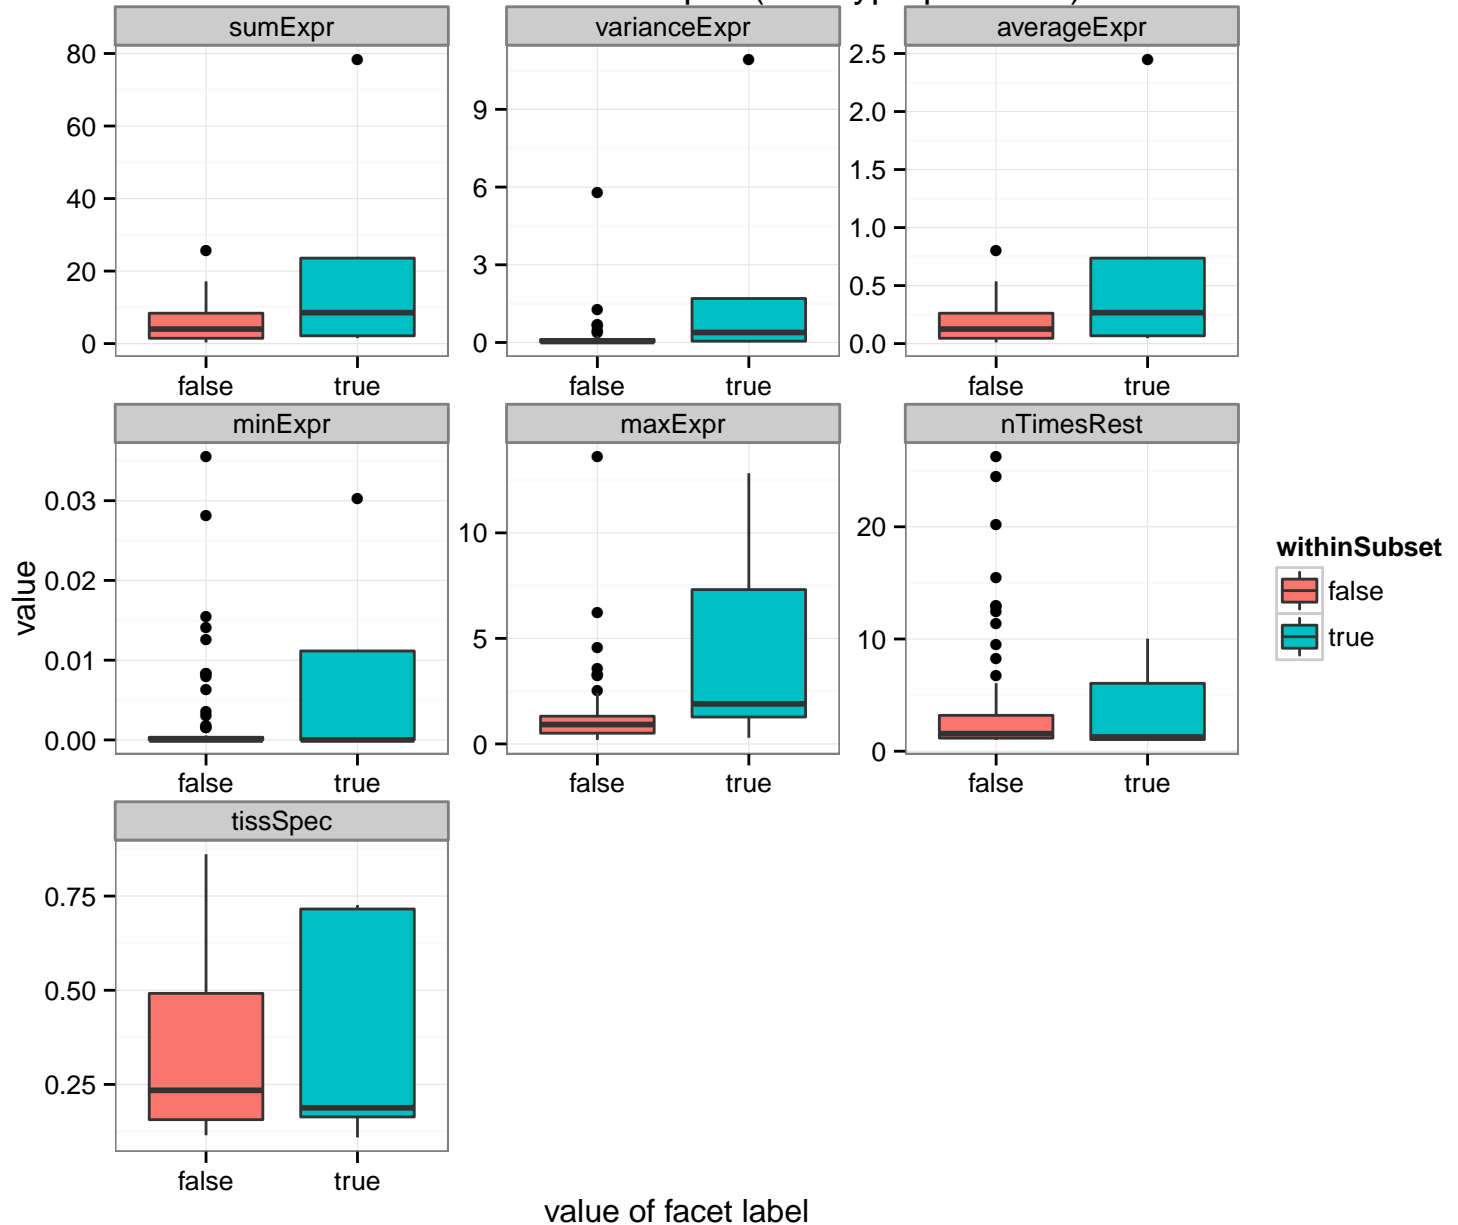 sumExpr
varianceExpr
averageExpr
80
60
40
20
0
9
6
3
0
2.5
2.0
1.5
1.0
0.5
0.0
false
true
false
true
false
true
minExpr
maxExpr
nTimesRest
0.03
0.02
0.01
0.00
10
5
0
20
10
0
false
true
false
true
false
true
value
withinSubset
false
true
tissSpec
0.75
0.50
0.25
false
true
value of facet label